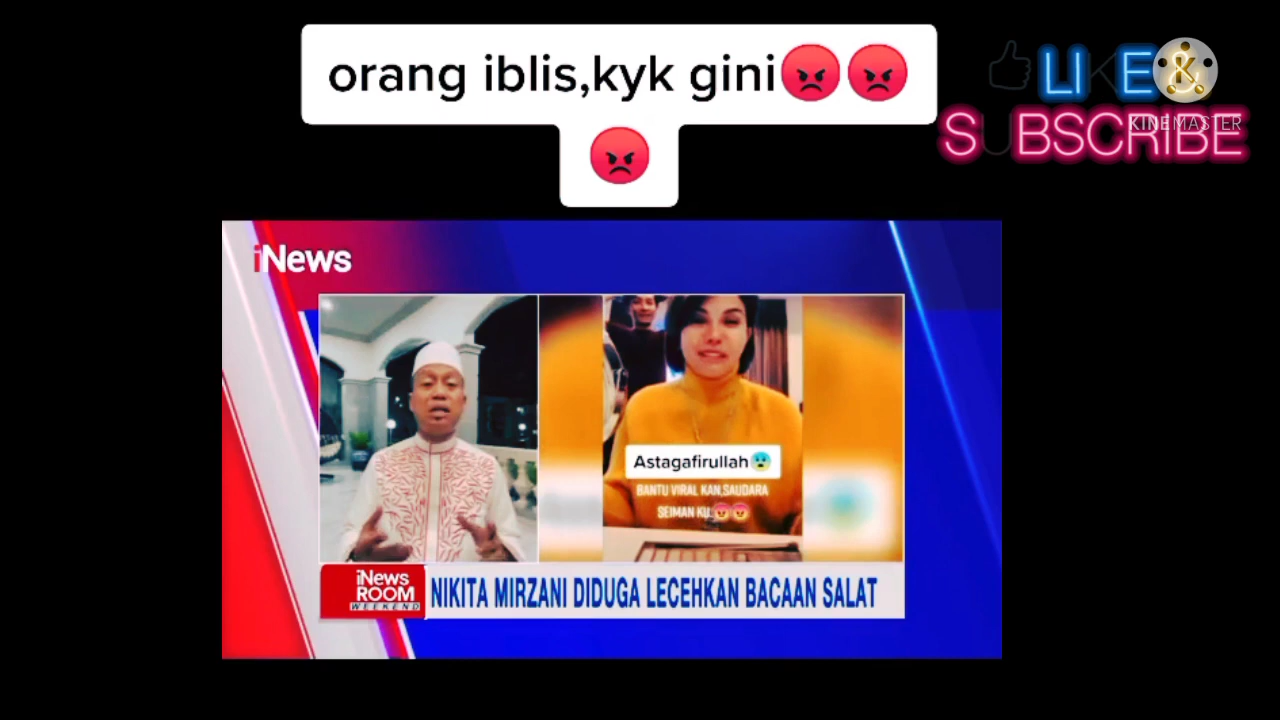 orang iblis,kyk gini😡😡
😡
LIKE &
SUBSCRIBE
KINEMASTER
iNews
Astagafirullah😰
BANTU VIRAL KAN,SAUDARA
SEIMAN KU.😡😡
iNews
ROOM
WEEKEND
NIKITA MIRZANI DIDUGA LECEHKAN BACAAN SALAT